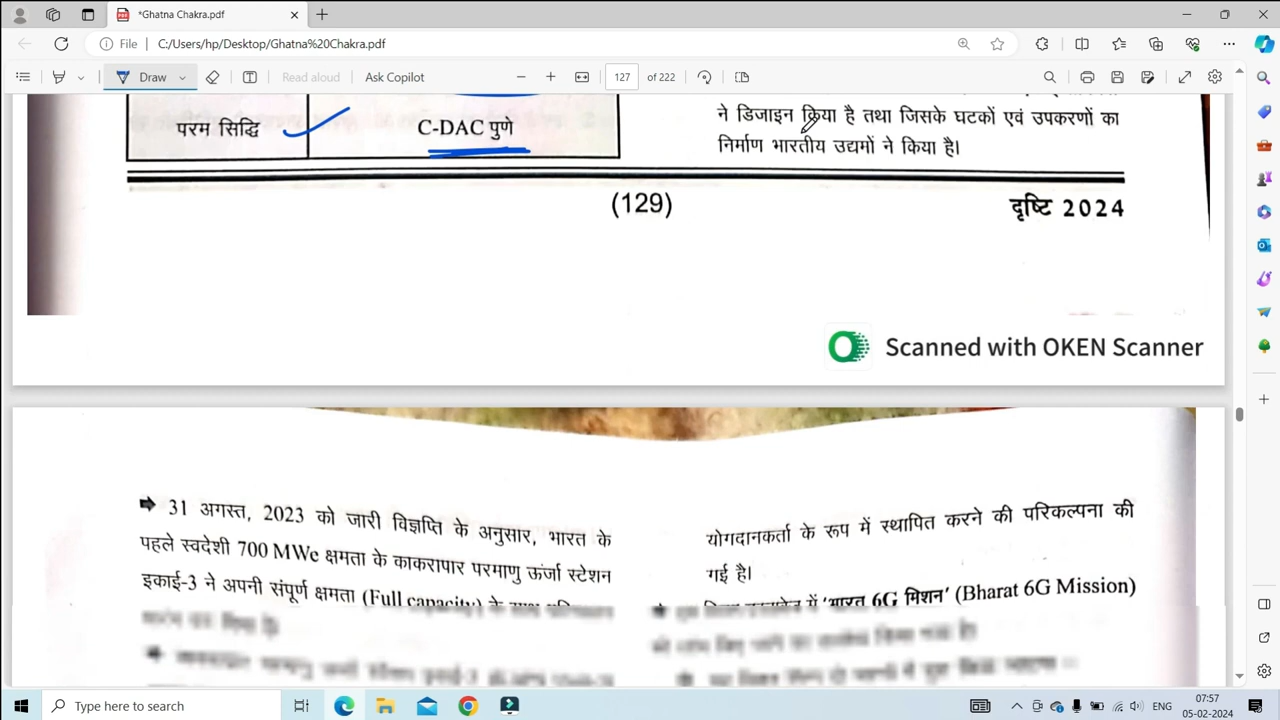 *Ghatna Chakra.pdf
File
C:/Users/hp/Desktop/Ghatna%20Chakra.pdf
Draw
Read aloud
Ask Copilot
127
of 222
परम सिद्धि
C-DAC पुणे
ने डिजाइन किया है तथा जिसके घटकों एवं उपकरणों का
निर्माण भारतीय उद्यमों ने किया है।
(129)
दृष्टि 2024
Scanned with OKEN Scanner
31 अगस्त, 2023 को जारी विज्ञप्ति के अनुसार, भारत के
पहले स्वदेशी 700 MWe क्षमता के काकरापार परमाणु ऊर्जा स्टेशन
इकाई-3 ने अपनी संपूर्ण क्षमता (Full capacity) के साथ
योगदानकर्ता के रूप में स्थापित करने की परिकल्पना की
गई है।
में 'भारत 6G मिशन' (Bharat 6G Mission)
Type here to search
ENG
07:57
05-02-2024